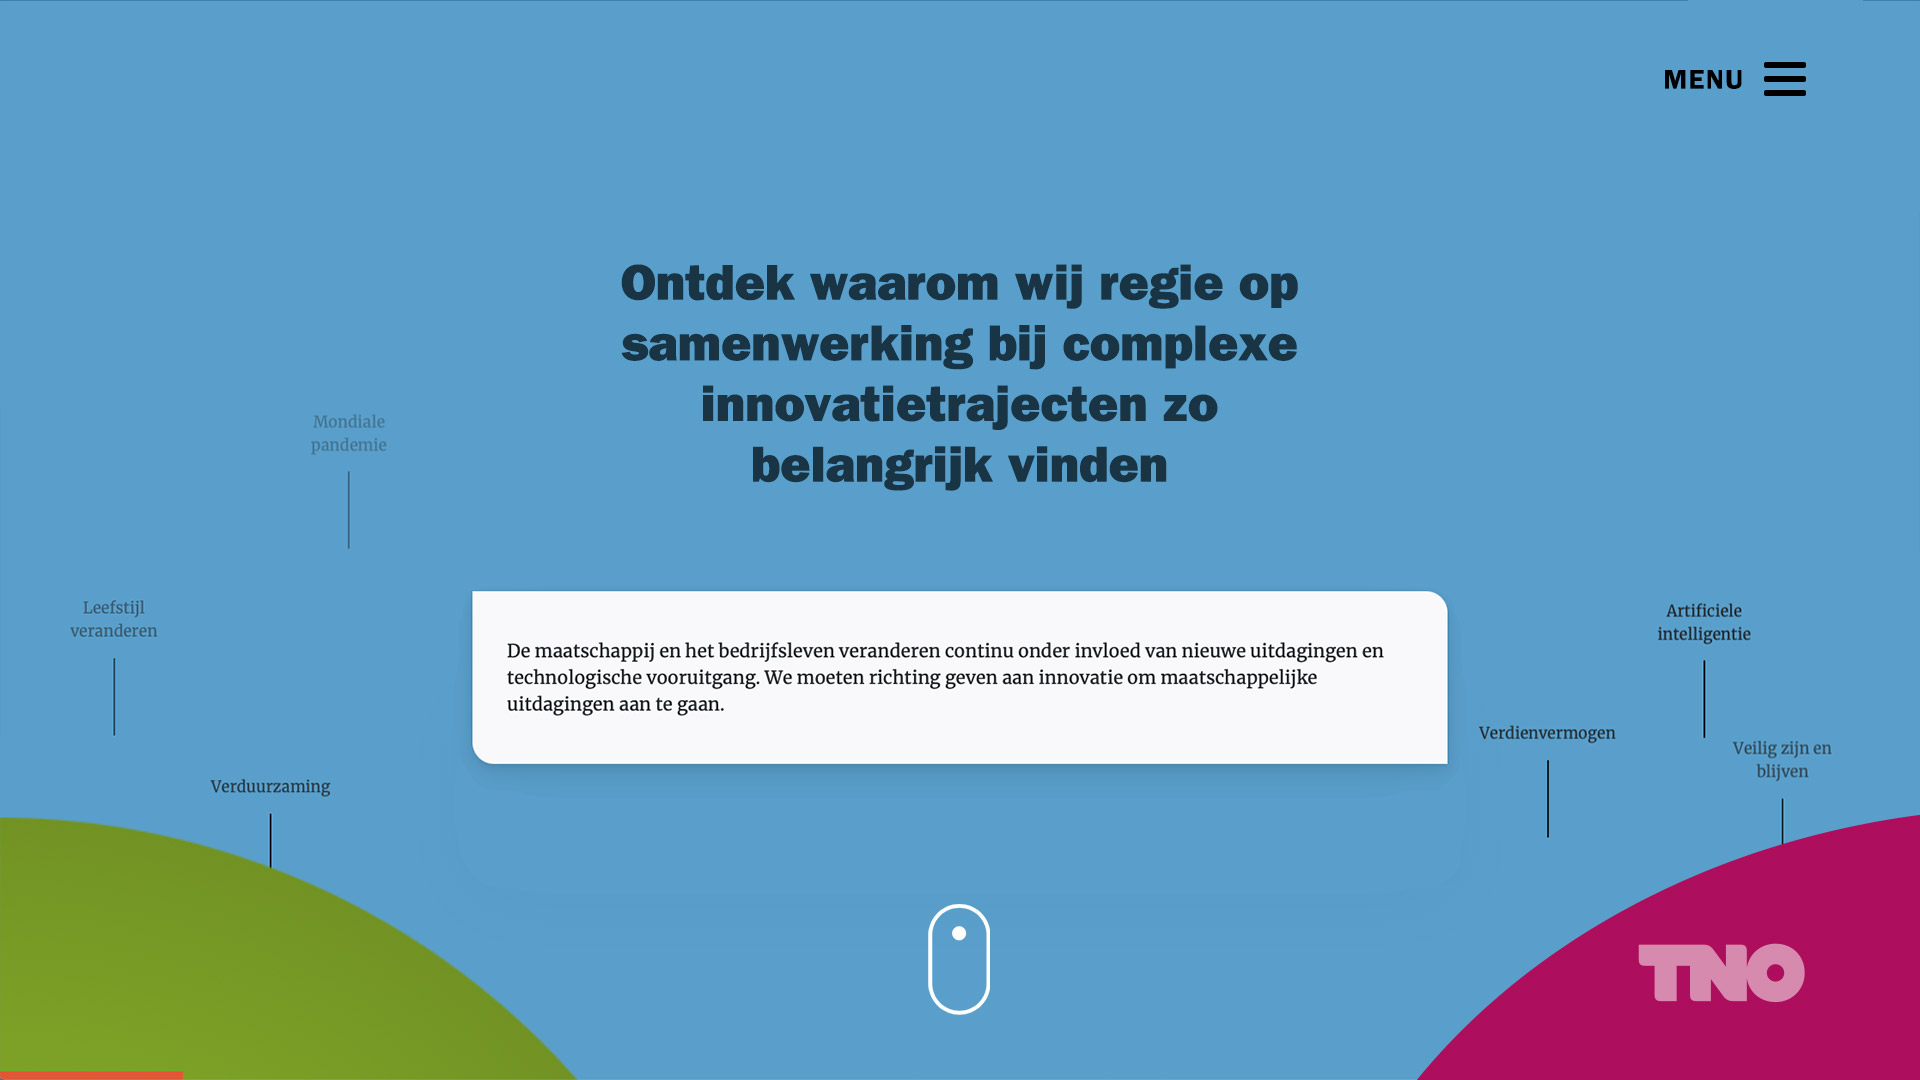 MENU
Ontdek waarom wij regie op
samenwerking bij complexe
innovatietrajecten zo
belangrijk vinden
Mondiale
pandemie
Leefstijl
veranderen
Verduurzaming
De maatschappij en het bedrijfsleven veranderen continu onder invloed van nieuwe uitdagingen en
technologische vooruitgang. We moeten richting geven aan innovatie om maatschappelijke
uitdagingen aan te gaan.
Artificiele
intelligentie
Verdienvermogen
Veilig zijn en
blijven
TNO